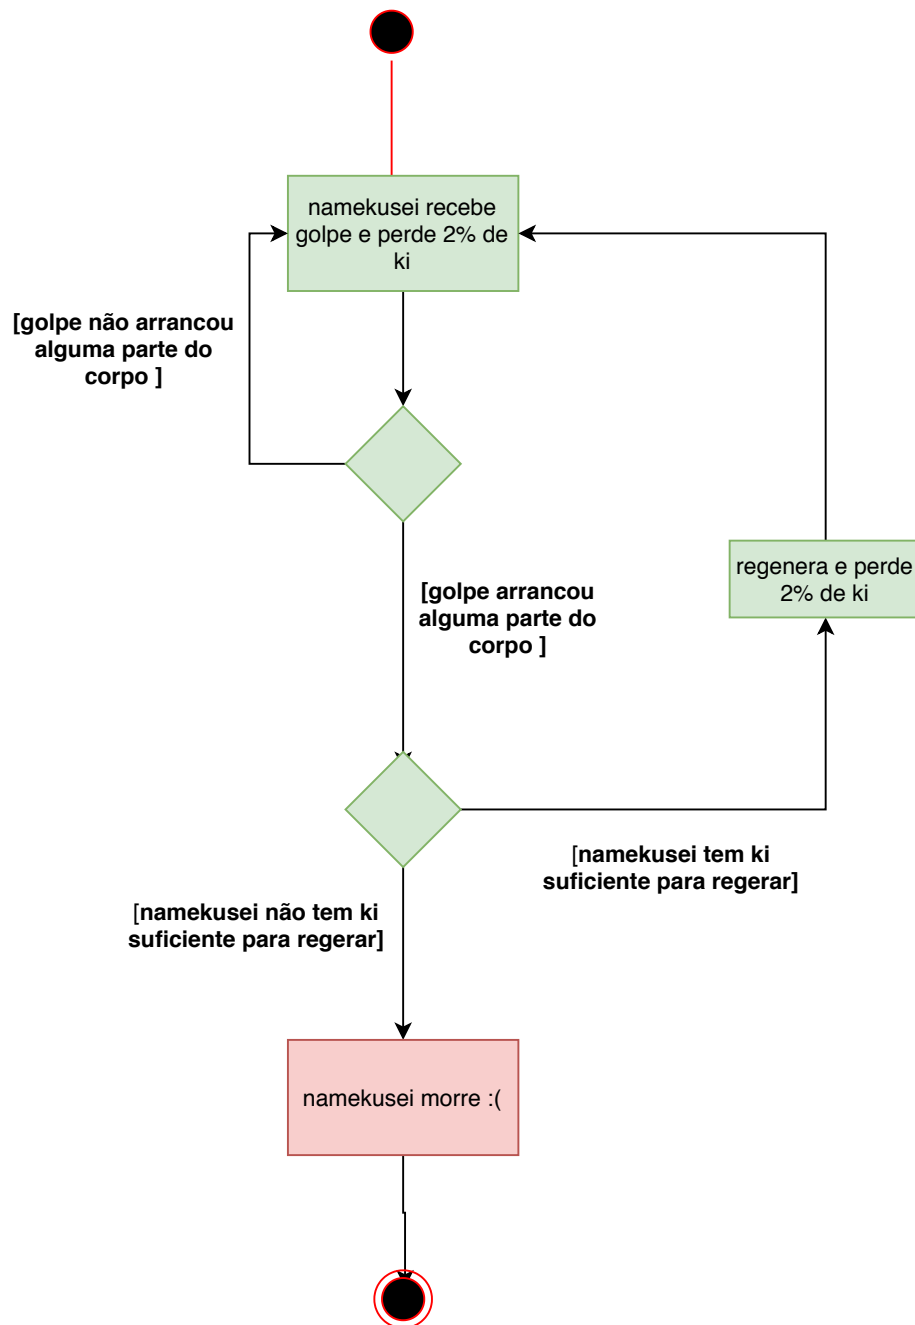 namekusei recebe
golpe e perde 2% de
ki
[golpe não arrancou
alguma parte do
corpo ]
[golpe arrancou
alguma parte do
corpo ]
regenera e perde
2% de ki
[namekusei tem ki
suficiente para regerar]
[namekusei não tem ki
suficiente para regerar]
namekusei morre :(